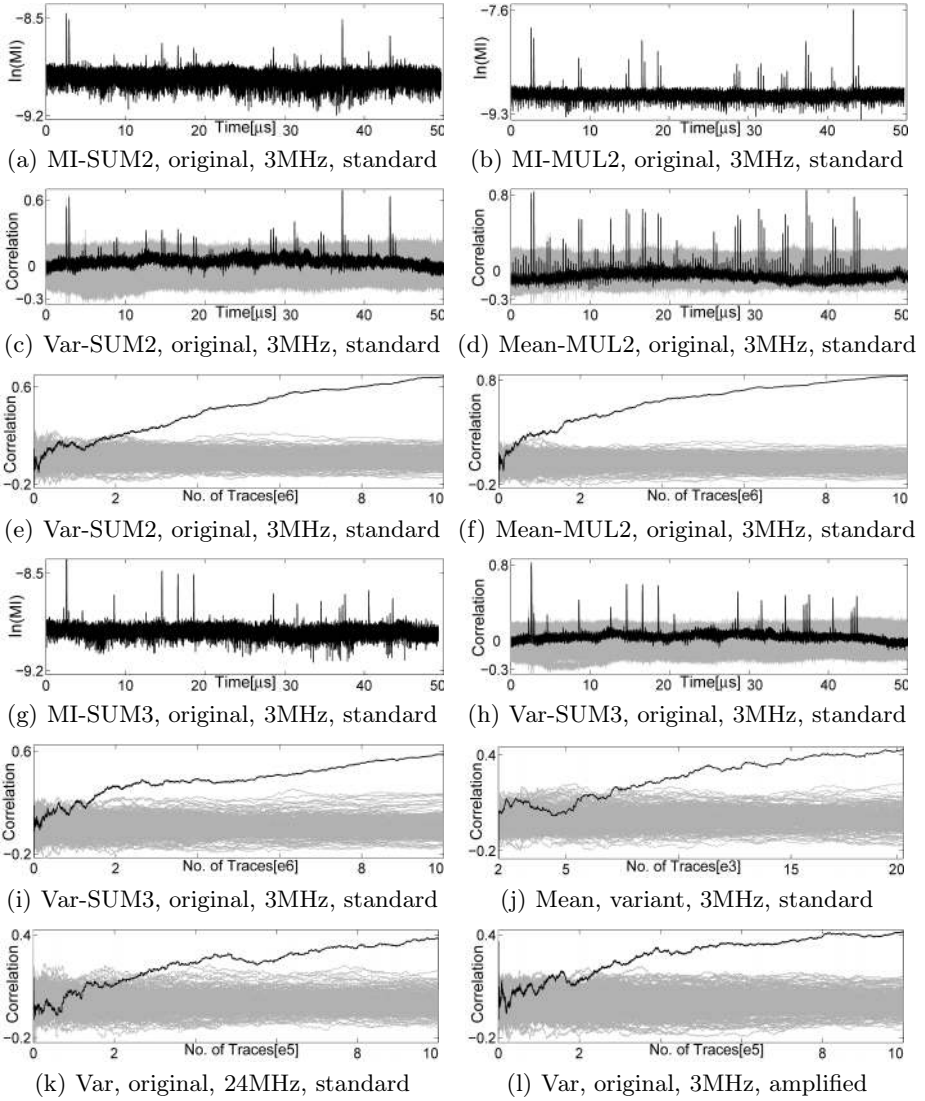 −8.5
ln(MI)
−9.2
0 10 20 30 40 50
Time[μs]
(a) MI-SUM2, original, 3MHz, standard
−7.6
ln(MI)
−9.3
0 10 20 30 40 50
Time[μs]
(b) MI-MUL2, original, 3MHz, standard
0.6
Correlation
0
−0.3
0 10 20 30 40 50
Time[μs]
(c) Var-SUM2, original, 3MHz, standard
0.8
Correlation
0
−0.3
0 10 20 30 40 50
Time[μs]
(d) Mean-MUL2, original, 3MHz, standard
0.6
Correlation
−0.2
0 2 No. of Traces[e6] 6 8 10
(e) Var-SUM2, original, 3MHz, standard
0.8
Correlation
−0.2
0 2 No. of Traces[e6] 6 8 10
(f) Mean-MUL2, original, 3MHz, standard
−8.5
ln(MI)
−9.2
0 10 20 30 40 50
Time[μs]
(g) MI-SUM3, original, 3MHz, standard
0.8
Correlation
0
−0.3
0 10 20 30 40 50
Time[μs]
(h) Var-SUM3, original, 3MHz, standard
0.6
Correlation
−0.2
0 2 No. of Traces[e6] 6 8 10
(i) Var-SUM3, original, 3MHz, standard
0.4
Correlation
−0.2
2 5 No. of Traces[e3] 15 20
(j) Mean, variant, 3MHz, standard
0.4
Correlation
−0.2
0 2 No. of Traces[e5] 6 8 10
(k) Var, original, 24MHz, standard
0.4
Correlation
−0.2
0 2 No. of Traces[e5] 6 8 10
(l) Var, original, 3MHz, amplified